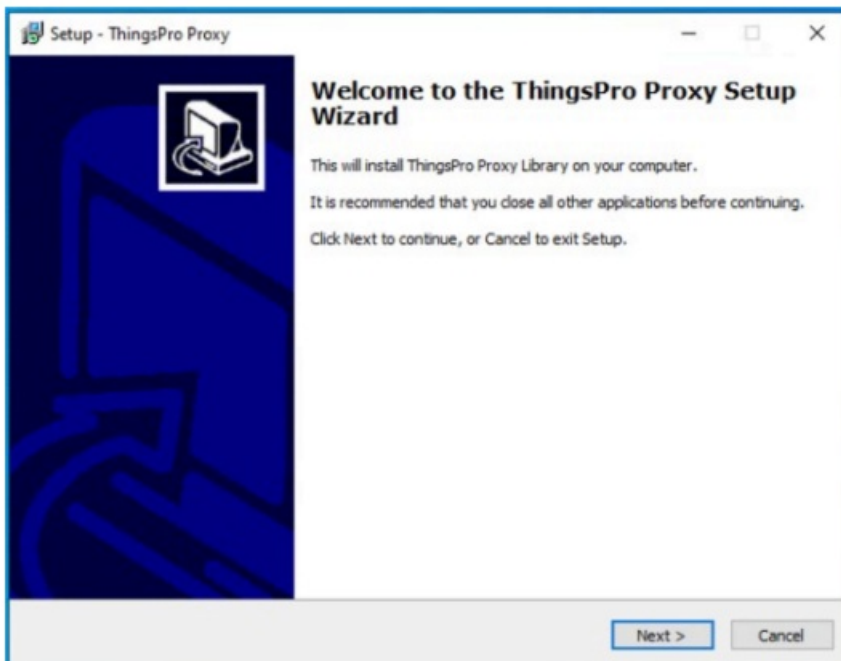 Setup - ThingsPro Proxy
Welcome to the ThingsPro Proxy Setup
Wizard
This will install ThingsPro Proxy Library on your computer.
It is recommended that you close all other applications before continuing.
Click Next to continue, or Cancel to exit Setup.
Next >
Cancel